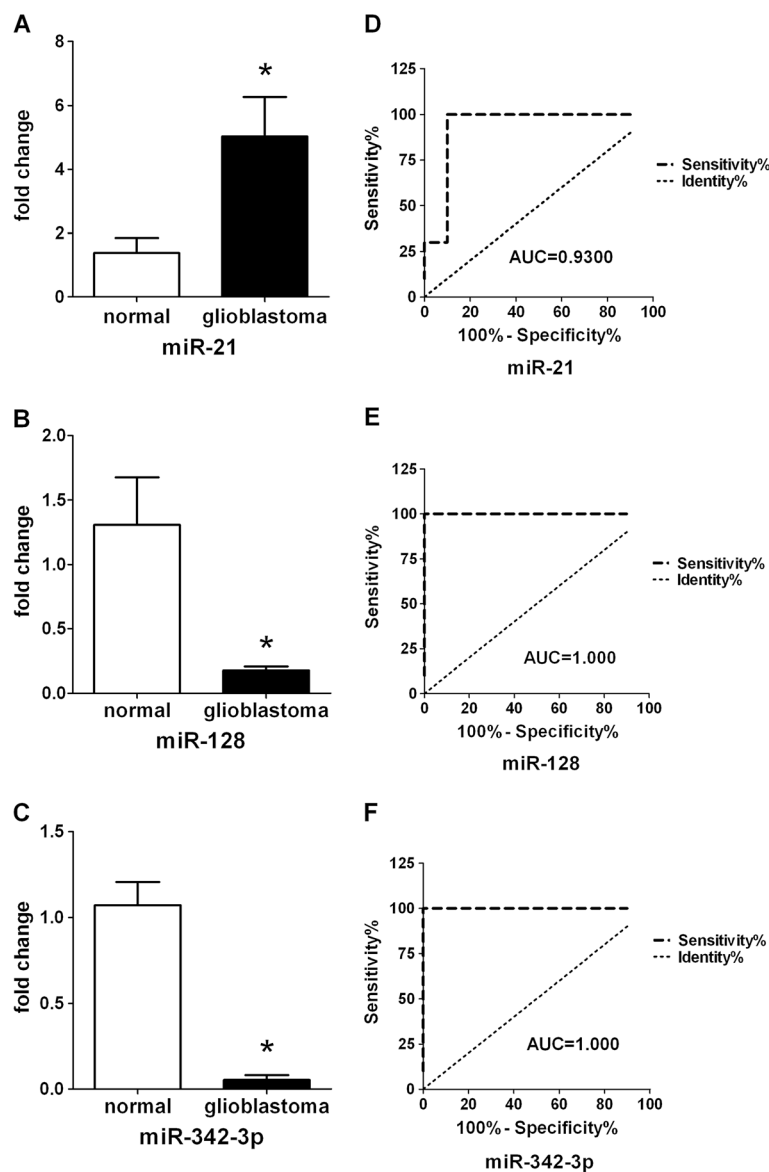 A
8
6
4
2
0
fold change
*
normal glioblastoma
miR-21
D
125
100
75
50
25
0
Sensitivity%
0 20 40 60 80 100
100% - Specificity%
miR-21
AUC=0.9300
Sensitivity%
Identity%
B
2.0
1.5
1.0
0.5
0.0
fold change
*
normal glioblastoma
miR-128
E
125
100
75
50
25
0
Sensitivity%
0 20 40 60 80 100
100% - Specificity%
miR-128
AUC=1.000
Sensitivity%
Identity%
C
1.5
1.0
0.5
0.0
fold change
*
normal glioblastoma
miR-342-3p
F
125
100
75
50
25
0
Sensitivity%
0 20 40 60 80 100
100% - Specificity%
miR-342-3p
AUC=1.000
Sensitivity%
Identity%